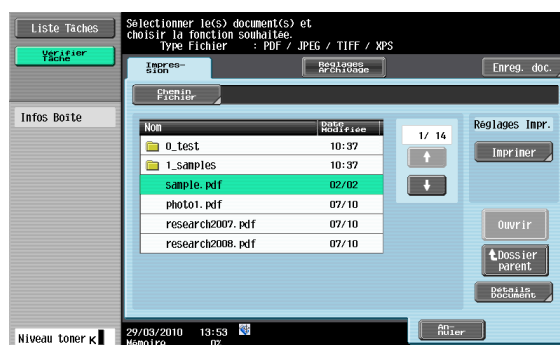 Liste Tâches
Vérifier
Tâche
Infos Boîte
Niveau toner K
Sélectionner le(s) document(s) et
choisir la fonction souhaitée.
Type Fichier : PDF / JPEG / TIFF / XPS
Impres-
sion
Réglages
Archivage
Enreg. doc.
Chemin
Fichier
Nom Date
Modifiée
0_test 10:37
1_samples 10:37
sample.pdf 02/02
photo1.pdf 07/10
research2007.pdf 07/10
research2008.pdf 07/10
1/ 14
Réglages Impr.
Imprimer
Ouvrir
Dossier
parent
Détails
Document
An-
nuler
29/03/2010 13:53
Mémoire 0%